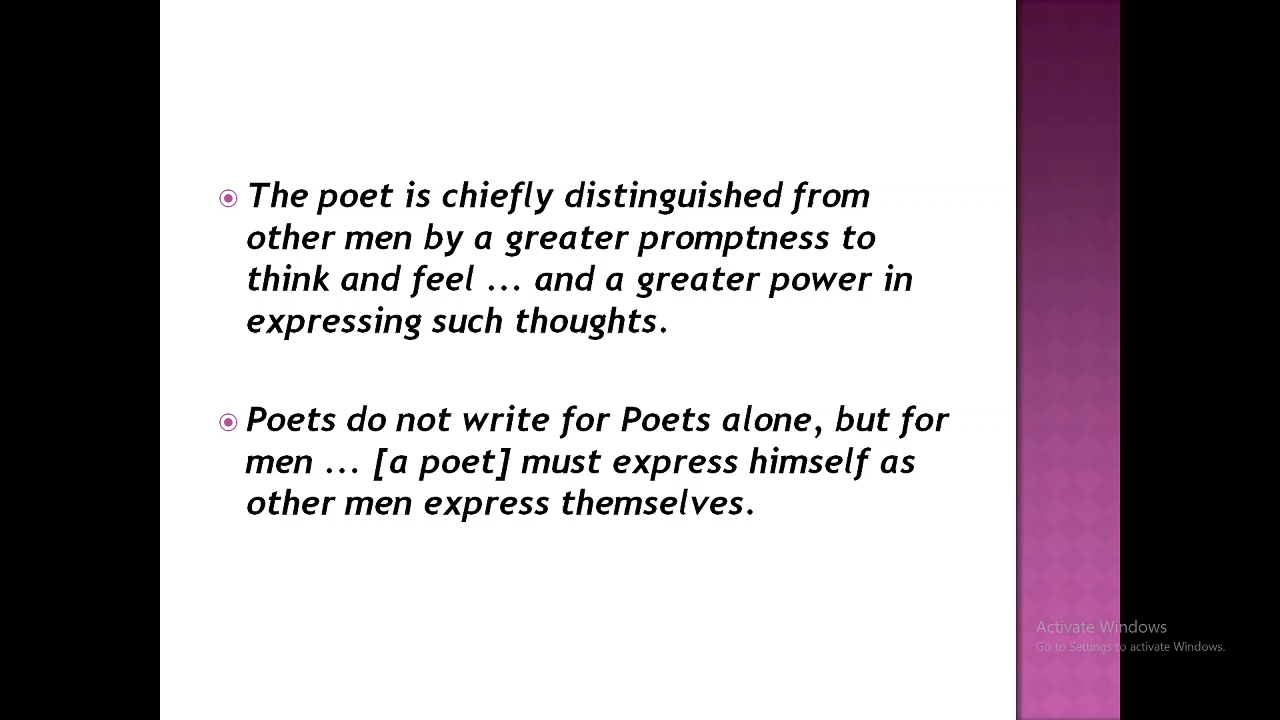 The poet is chiefly distinguished from
other men by a greater promptness to
think and feel ... and a greater power in
expressing such thoughts.
Poets do not write for Poets alone, but for
men ... [a poet] must express himself as
other men express themselves.
Activate Windows
Go to Settings to activate Windows.